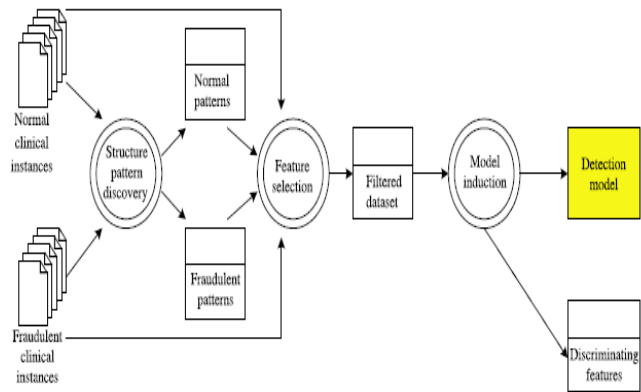 Normal
clinical
instances
Structure
pattern
discovery
Normal
patterns
Fraudulent
patterns
Feature
selection
Filtered
dataset
Model
induction
Detection
model
Discriminating
features
Fraudulent
clinical
instances